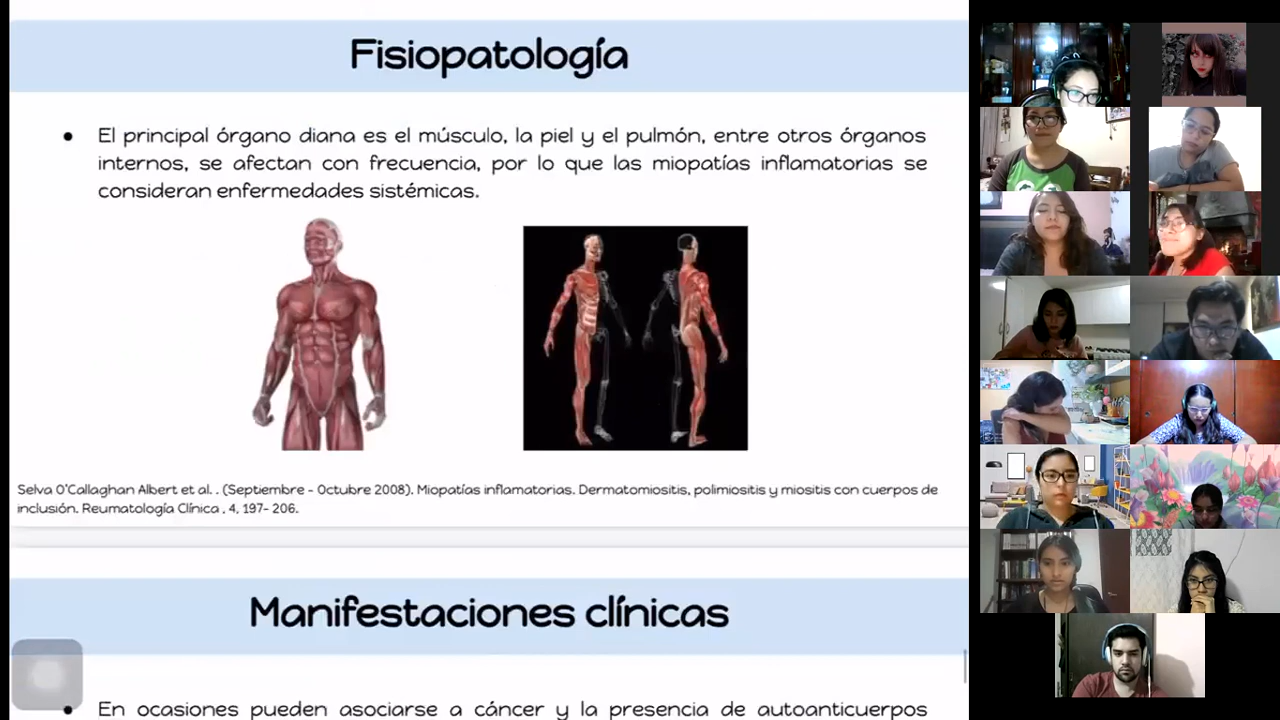 Fisiopatología
● El principal órgano diana es el músculo, la piel y el pulmón, entre otros órganos
internos, se afectan con frecuencia, por lo que las miopatías inflamatorias se
consideran enfermedades sistémicas.
Selva O'Callaghan Albert et al. . (Septiembre - Octubre 2008). Miopatías inflamatorias. Dermatomiositis, polimiositis y miositis con cuerpos de
inclusión. Reumatología Clínica , 4, 197- 206.
Manifestaciones clínicas
● En ocasiones pueden asociarse a cáncer y la presencia de autoanticuerpos